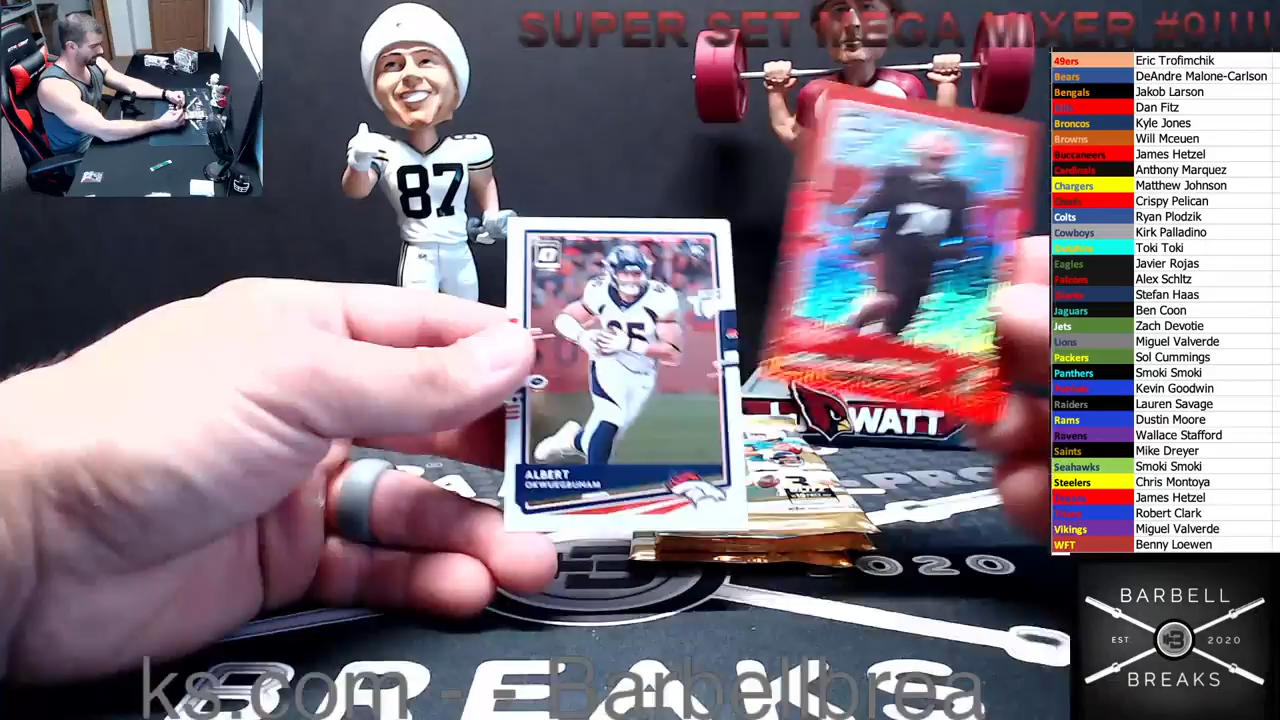 SUPER SET MEGA MIXER #9!!!!
49ers Eric Trofimchik
Bears DeAndre Malone-Carlson
Bengals Jakob Larson
Dan Fitz
Broncos Kyle Jones
Browns Will Mceuen
Buccaneers James Hetzel
Cardinals Anthony Marquez
Chargers Matthew Johnson
Chiefs Crispy Pelican
Colts Ryan Plodzik
Cowboys Kirk Palladino
Dolphins Toki Toki
Eagles Javier Rojas
Falcons Alex Schltz
Giants Stefan Haas
Jaguars Ben Coon
Jets Zach Devotie
Lions Miguel Valverde
Packers Sol Cummings
Panthers Smoki Smoki
Patriots Kevin Goodwin
Raiders Lauren Savage
Rams Dustin Moore
Ravens Wallace Stafford
Saints Mike Dreyer
Seahawks Smoki Smoki
Steelers Chris Montoya
Texans James Hetzel
Titans Robert Clark
Vikings Miguel Valverde
WFT Benny Loewen
87
85
ALBERT
OKWUEGBUNAM
WATT
2020
BREAKS
ks.com - - Barbellbrea
BARBELL
EST 2020
BREAKS